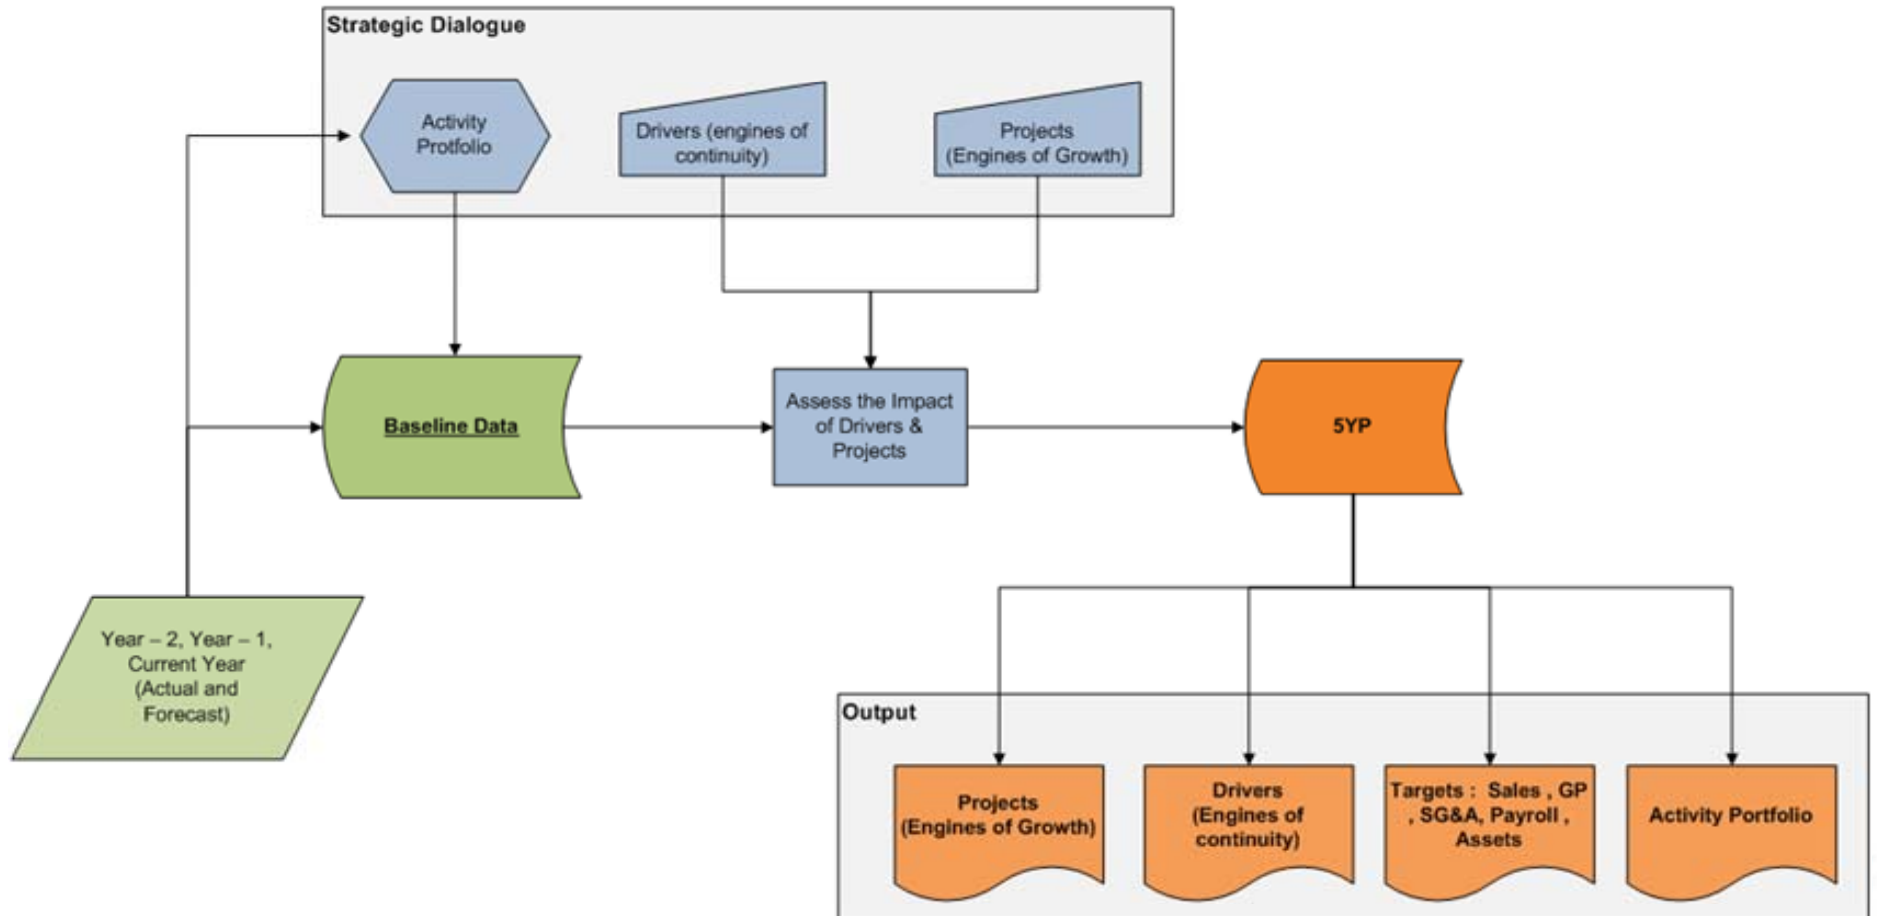 Strategic Dialogue
Activity
Protfolio
Drivers (engines of
continuity)
Projects
(Engines of Growth)
Baseline Data
Assess the Impact
of Drivers &
Projects
5YP
Year – 2, Year – 1,
Current Year
(Actual and
Forecast)
Output
Projects
(Engines of Growth)
Drivers
(Engines of
continuity)
Targets :  Sales , GP
, SG&A, Payroll ,
Assets
Activity Portfolio